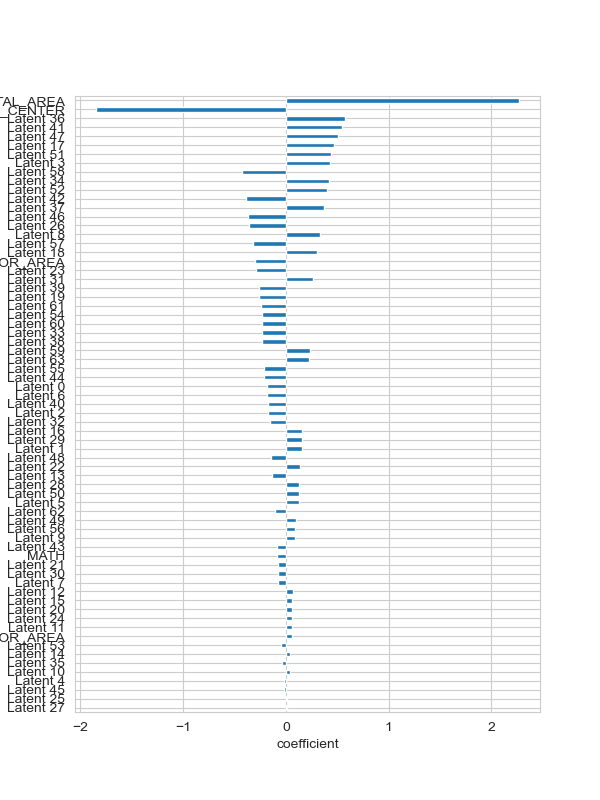 TAL_AREA
_CENTER
Latent 36
Latent 41
Latent 47
Latent 17
Latent 51
Latent 3
Latent 58
Latent 34
Latent 52
Latent 42
Latent 37
Latent 46
Latent 26
Latent 8
Latent 57
Latent 18
OR_AREA
Latent 23
Latent 31
Latent 39
Latent 19
Latent 61
Latent 54
Latent 60
Latent 33
Latent 38
Latent 59
Latent 63
Latent 55
Latent 44
Latent 0
Latent 6
Latent 40
Latent 2
Latent 32
Latent 16
Latent 29
Latent 1
Latent 48
Latent 22
Latent 13
Latent 28
Latent 50
Latent 5
Latent 62
Latent 49
Latent 56
Latent 9
Latent 43
MATH
Latent 21
Latent 30
Latent 7
Latent 12
Latent 15
Latent 20
Latent 24
Latent 11
OR_AREA
Latent 53
Latent 14
Latent 35
Latent 10
Latent 4
Latent 45
Latent 25
Latent 27
−2 −1 0 1 2
coefficient